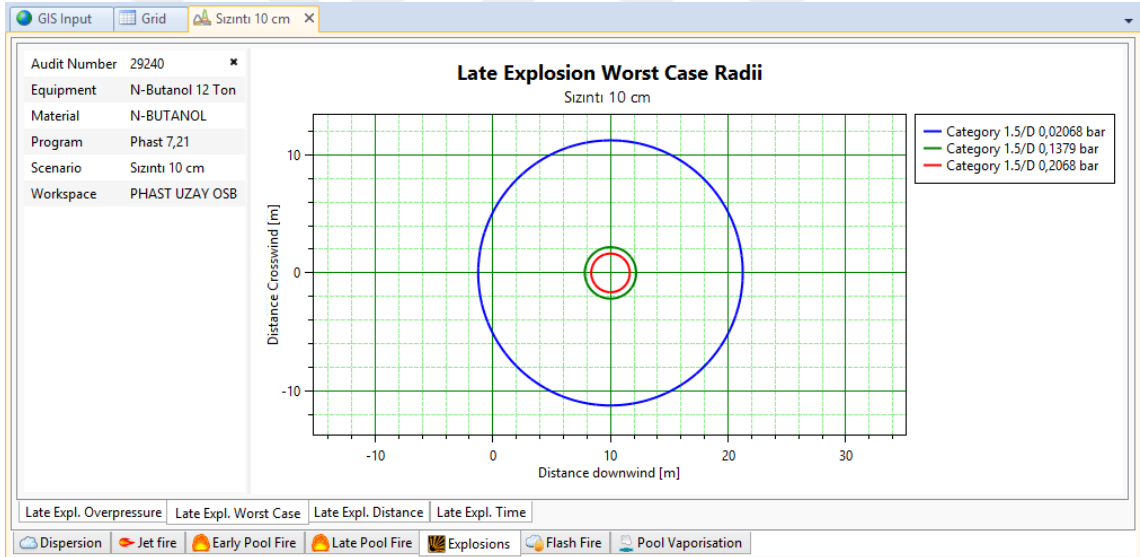 GIS Input Grid Sızıntı 10 cm
Audit Number 29240
Equipment N-Butanol 12 Ton
Material N-BUTANOL
Program Phast 7,21
Scenario Sızıntı 10 cm
Workspace PHAST UZAY OSB
Late Explosion Worst Case Radii
Sızıntı 10 cm
Category 1.5/D 0,02068 bar
Category 1.5/D 0,1379 bar
Category 1.5/D 0,2068 bar
Distance Crosswind [m]
10
0
-10
-10 0 10 20 30
Distance downwind [m]
Late Expl. Overpressure Late Expl. Worst Case Late Expl. Distance Late Expl. Time
Dispersion Jet fire Early Pool Fire Late Pool Fire Explosions Flash Fire Pool Vaporisation